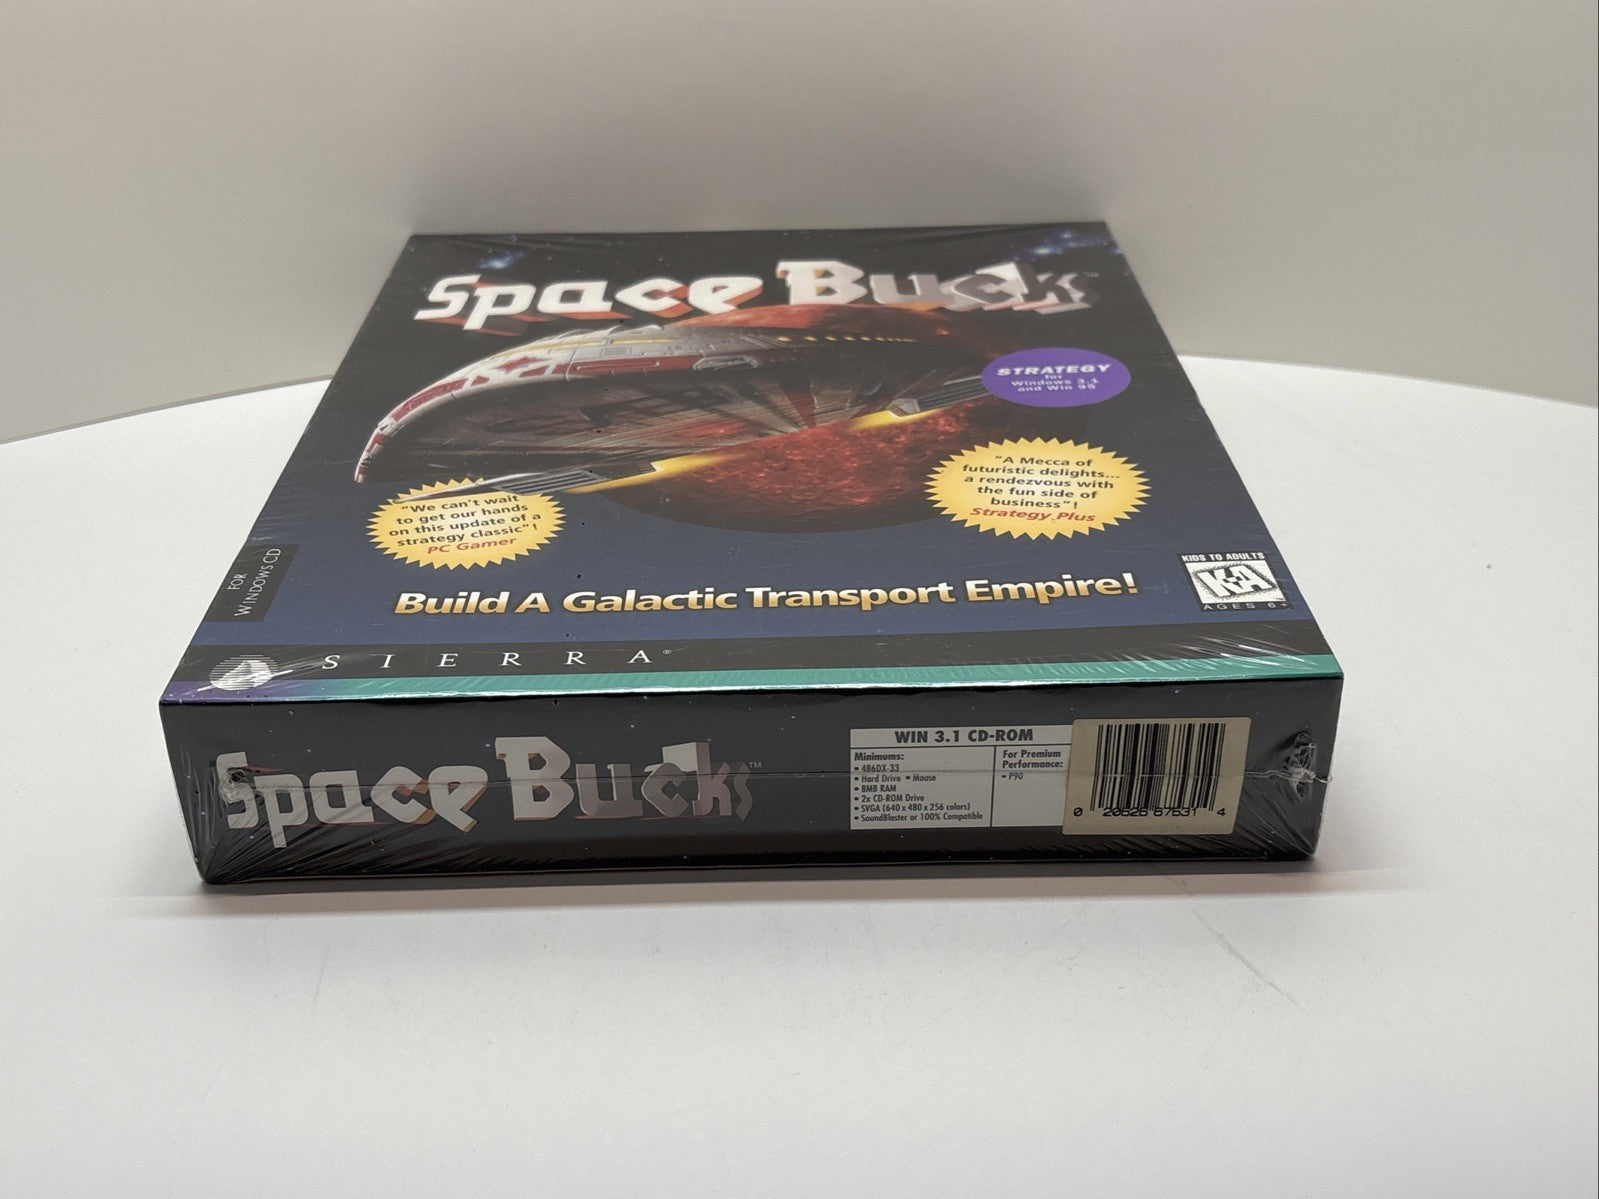 Space Bucks™
STRATEGY
for
Windows 3.1
and Win 95
"A Mecca of
futuristic delights...
a rendezvous with
the fun side of
business"!
Strategy Plus
"We can't wait
to get our hands
on this update of a
strategy classic"!
PC Gamer
FOR
WINDOWS CD
Build A Galactic Transport Empire!
KIDS TO ADULTS
K-A
AGES 6+
SIERRA®
Space Bucks™
WIN 3.1 CD-ROM
Minimums:
• 486DX-33
• Hard Drive • Mouse
• 8MB RAM
• 2x CD-ROM Drive
• SVGA (640 x 480 x 256 colors)
• SoundBlaster or 100% Compatible
For Premium
Performance:
• P90
0 20626 67531 4